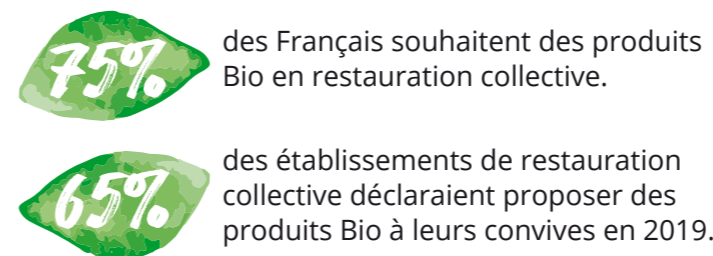 75%
des Français souhaitent des produits
Bio en restauration collective.
65%
des établissements de restauration
collective déclaraient proposer des
produits Bio à leurs convives en 2019.